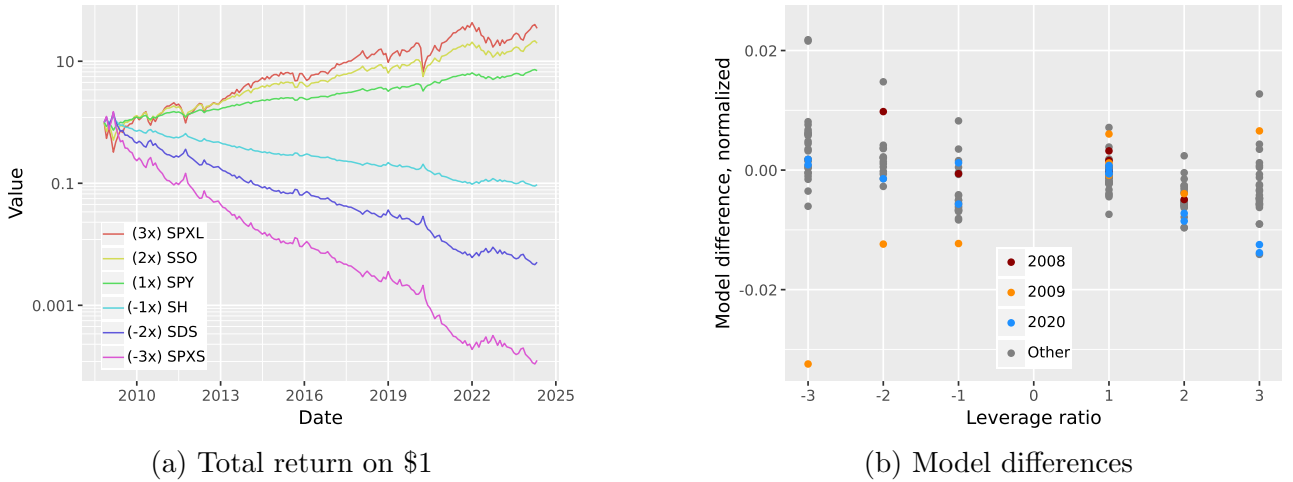 Value
10
0.1
0.001
(3x) SPXL
(2x) SSO
(1x) SPY
(-1x) SH
(-2x) SDS
(-3x) SPXS
2010 2013 2016 2019 2022 2025
Date
(a) Total return on $1
Model difference, normalized
0.02
0.00
-0.02
2008
2009
2020
Other
-3 -2 -1 0 1 2 3
Leverage ratio
(b) Model differences